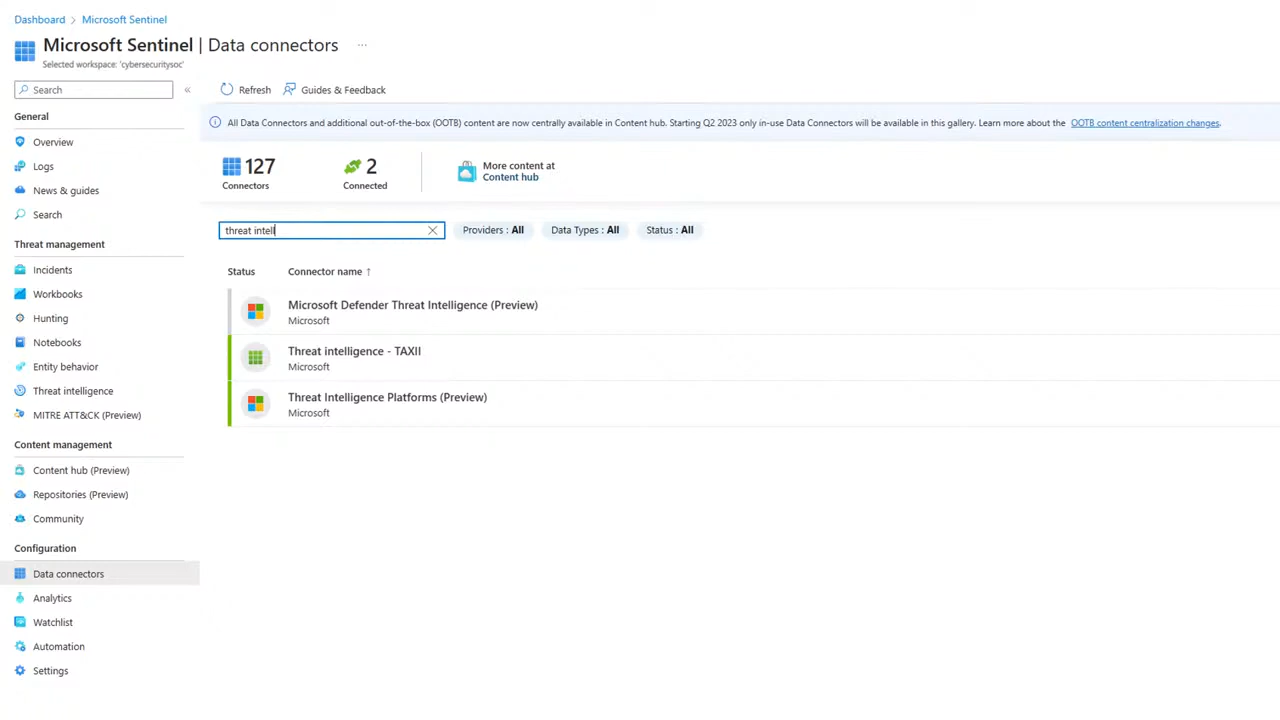 Dashboard > Microsoft Sentinel
Microsoft Sentinel | Data connectors ...
Selected workspace: 'cybersecuritysoc'
Search «
General
Overview
Logs
News & guides
Search
Threat management
Incidents
Workbooks
Hunting
Notebooks
Entity behavior
Threat intelligence
MITRE ATT&CK (Preview)
Content management
Content hub (Preview)
Repositories (Preview)
Community
Configuration
Data connectors
Analytics
Watchlist
Automation
Settings
Refresh Guides & Feedback
All Data Connectors and additional out-of-the-box (OOTB) content are now centrally available in Content hub. Starting Q2 2023 only in-use Data Connectors will be available in this gallery. Learn more about the OOTB content centralization changes.
127
Connectors
2
Connected
More content at
Content hub
threat intell
Providers : All Data Types : All Status : All
Status Connector name ↑
Microsoft Defender Threat Intelligence (Preview)
Microsoft
Threat intelligence - TAXII
Microsoft
Threat Intelligence Platforms (Preview)
Microsoft